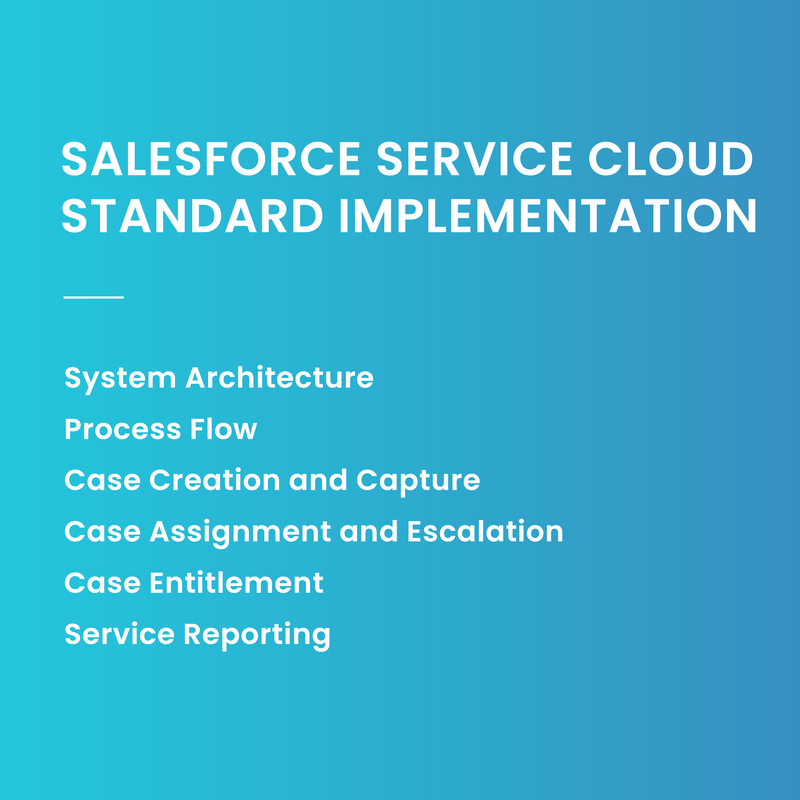 SALESFORCE SERVICE CLOUD
STANDARD IMPLEMENTATION
System Architecture
Process Flow
Case Creation and Capture
Case Assignment and Escalation
Case Entitlement
Service Reporting